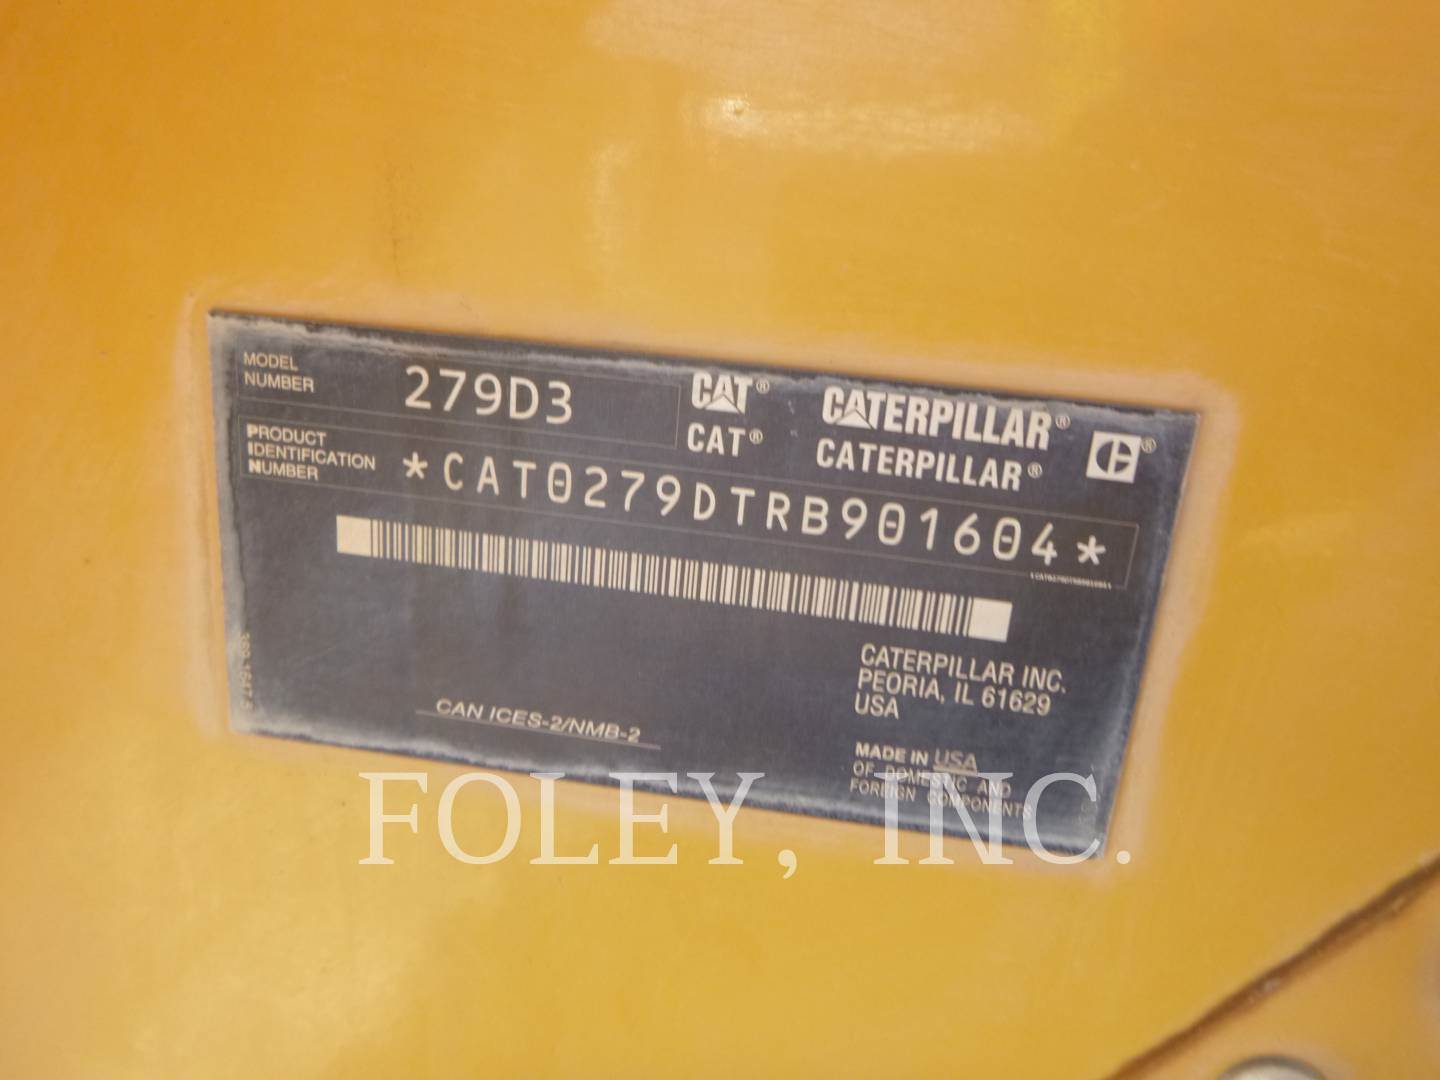 MODEL
NUMBER
279D3
CAT®
CAT®
CATERPILLAR®
CATERPILLAR®
PRODUCT
IDENTIFICATION
NUMBER
*CAT0279DTRB901604*
CATERPILLAR INC.
PEORIA, IL 61629
USA
CAN ICES-2/NMB-2
MADE IN USA
OF DOMESTIC AND
FOREIGN COMPONENTS
FOLEY, INC.